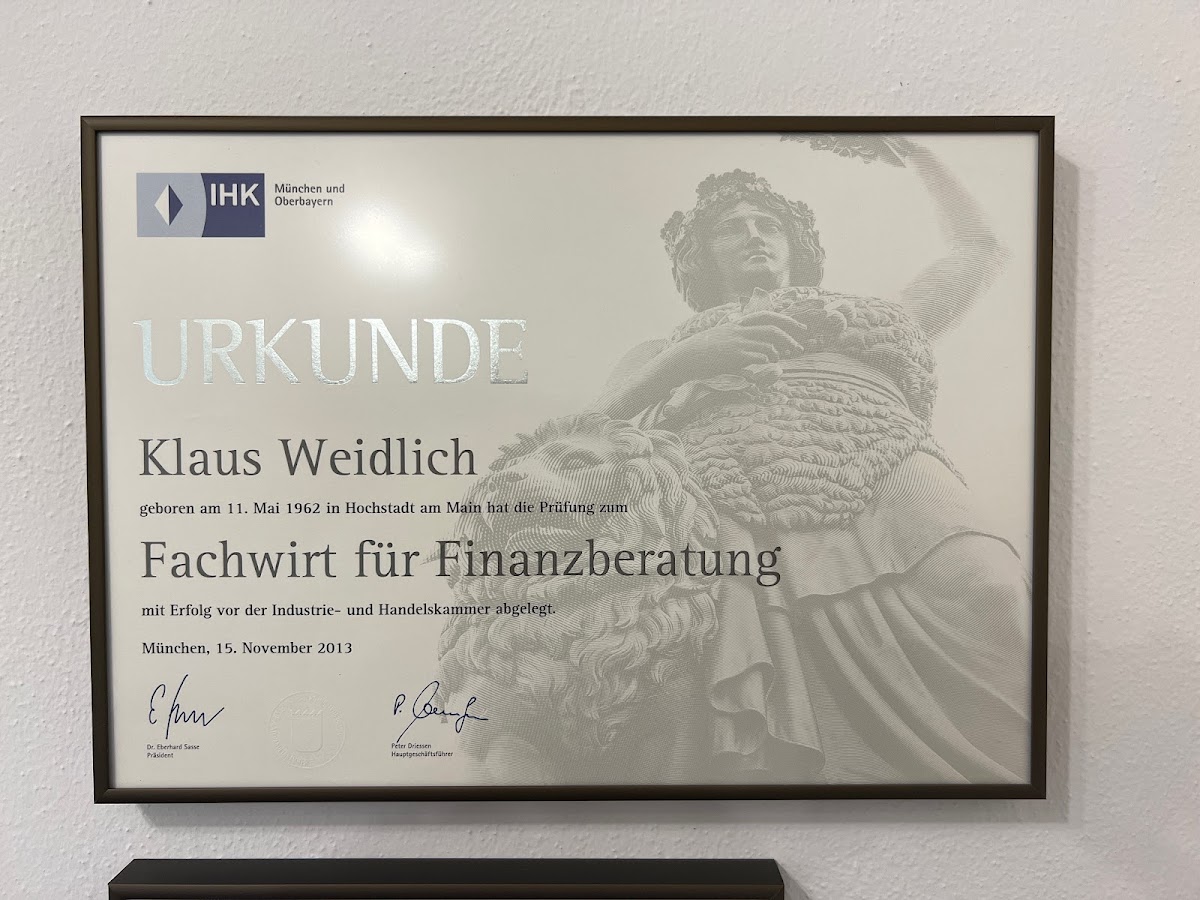 IHK München und
Oberbayern
URKUNDE
Klaus Weidlich
geboren am 11. Mai 1962 in Hochstadt am Main hat die Prüfung zum
Fachwirt für Finanzberatung
mit Erfolg vor der Industrie- und Handelskammer abgelegt.
München, 15. November 2013
Dr. Eberhard Sasse
Präsident
Peter Driessen
Hauptgeschäftsführer